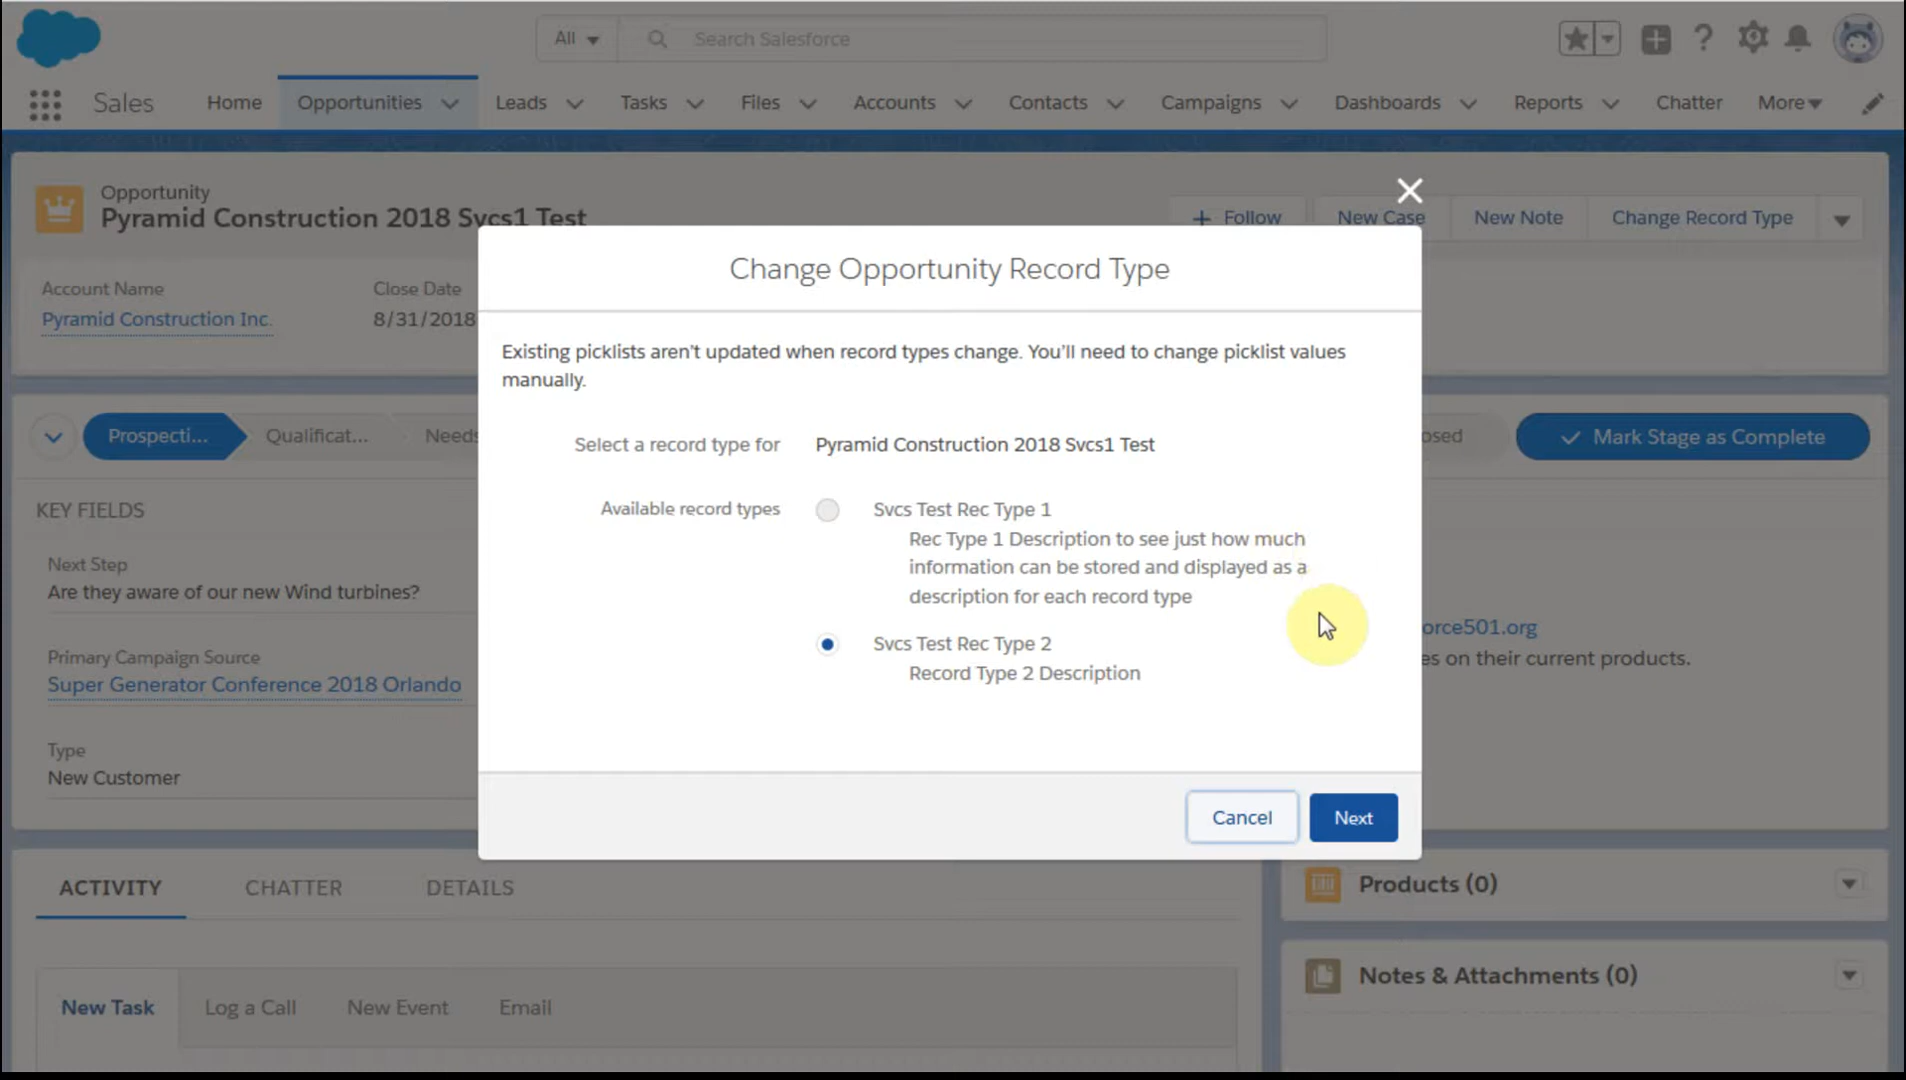 All
Search Salesforce
Sales
Home
Opportunities
Leads
Tasks
Files
Accounts
Contacts
Campaigns
Dashboards
Reports
Chatter
More
Opportunity
Pyramid Construction 2018 Svcs1 Test
+ Follow
New Case
New Note
Change Record Type
Account Name
Close Date
Pyramid Construction Inc.
8/31/2018
Change Opportunity Record Type
Existing picklists aren't updated when record types change. You'll need to change picklist values
manually.
Select a record type for
Pyramid Construction 2018 Svcs1 Test
Available record types
Svcs Test Rec Type 1
Rec Type 1 Description to see just how much
information can be stored and displayed as a
description for each record type
Svcs Test Rec Type 2
Record Type 2 Description
Cancel
Next
Prospecti...
Qualificat...
Needs
osed
Mark Stage as Complete
KEY FIELDS
Next Step
Are they aware of our new Wind turbines?
Primary Campaign Source
Super Generator Conference 2018 Orlando
Type
New Customer
orce501.org
es on their current products.
ACTIVITY
CHATTER
DETAILS
New Task
Log a Call
New Event
Email
Products (0)
Notes & Attachments (0)